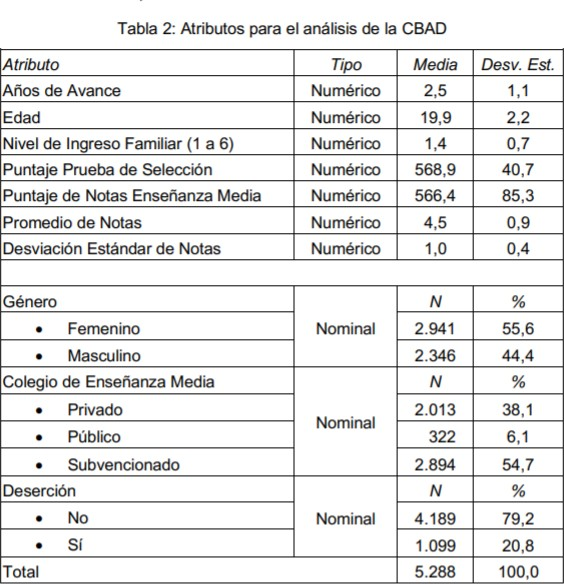 Tabla 2: Atributos para el análisis de la CBAD
Atributo Tipo Media Desv. Est.
Años de Avance Numérico 2,5 1,1
Edad Numérico 19,9 2,2
Nivel de Ingreso Familiar (1 a 6) Numérico 1,4 0,7
Puntaje Prueba de Selección Numérico 568,9 40,7
Puntaje de Notas Enseñanza Media Numérico 566,4 85,3
Promedio de Notas Numérico 4,5 0,9
Desviación Estándar de Notas Numérico 1,0 0,4
Género N %
• Femenino Nominal 2.941 55,6
• Masculino 2.346 44,4
Colegio de Enseñanza Media N %
• Privado Nominal 2.013 38,1
• Público 322 6,1
• Subvencionado 2.894 54,7
Deserción N %
• No Nominal 4.189 79,2
• Sí 1.099 20,8
Total 5.288 100,0